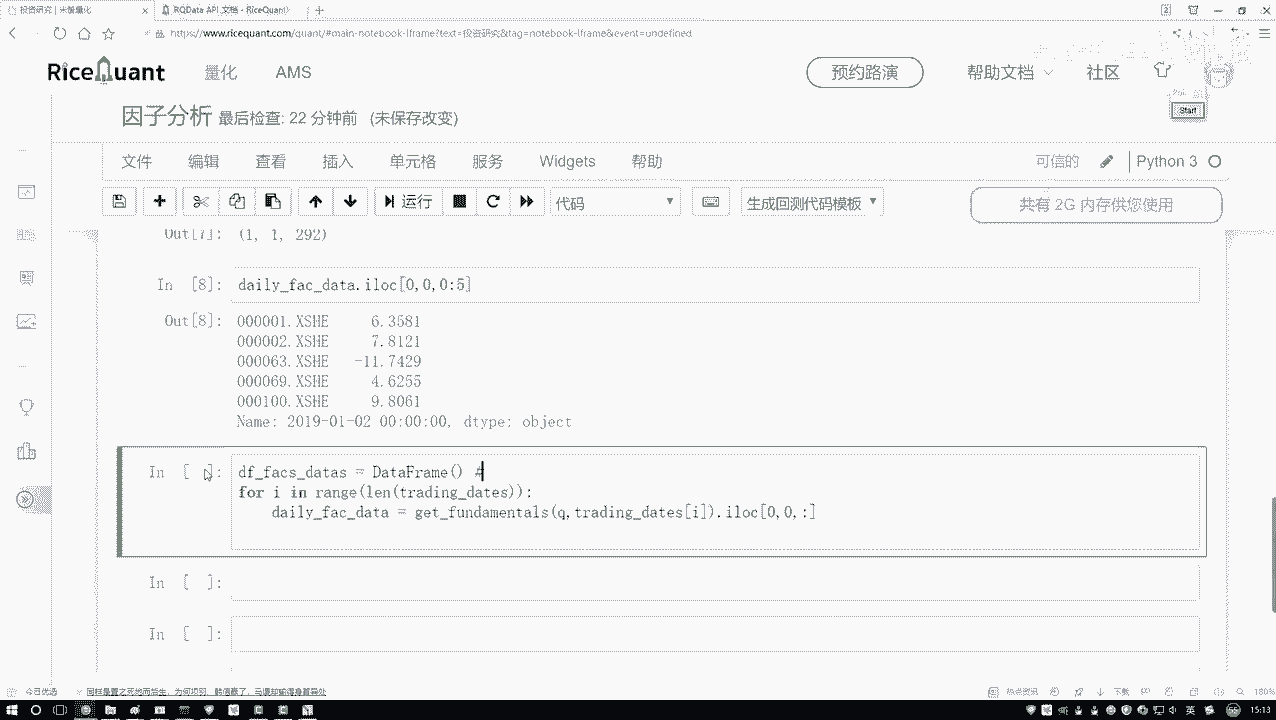 投资研究 | 米筐量化
RQData API 文档 - RiceQuant
https://www.ricequant.com/quant/#main-notebook-iframe?text=投资研究&tag=notebook-iframe&event=undefined
RiceQuant
量化
AMS
预约路演
帮助文档
社区
Start
因子分析 最后检查: 22 分钟前 (未保存改变)
文件 编辑 查看 插入 单元格 服务 Widgets 帮助
可信的
Python 3
运行
代码
生成回测代码模板
共有 2G 内存供您使用
Out[7]: (1, 1, 292)
In [8]: daily_fac_data.iloc[0,0,0:5]
Out[8]: 000001.XSHE 6.3581
000002.XSHE 7.8121
000063.XSHE -11.7429
000069.XSHE 4.6255
000100.XSHE 9.8061
Name: 2019-01-02 00:00:00, dtype: object
In [ ]: df_facs_datas = DataFrame() #
for i in range(len(trading_dates)):
daily_fac_data = get_fundamentals(q,trading_dates[i]).iloc[0,0,:]
In [ ]:
In [ ]:
今日优选
热点资讯
下载
180%
英
15:13